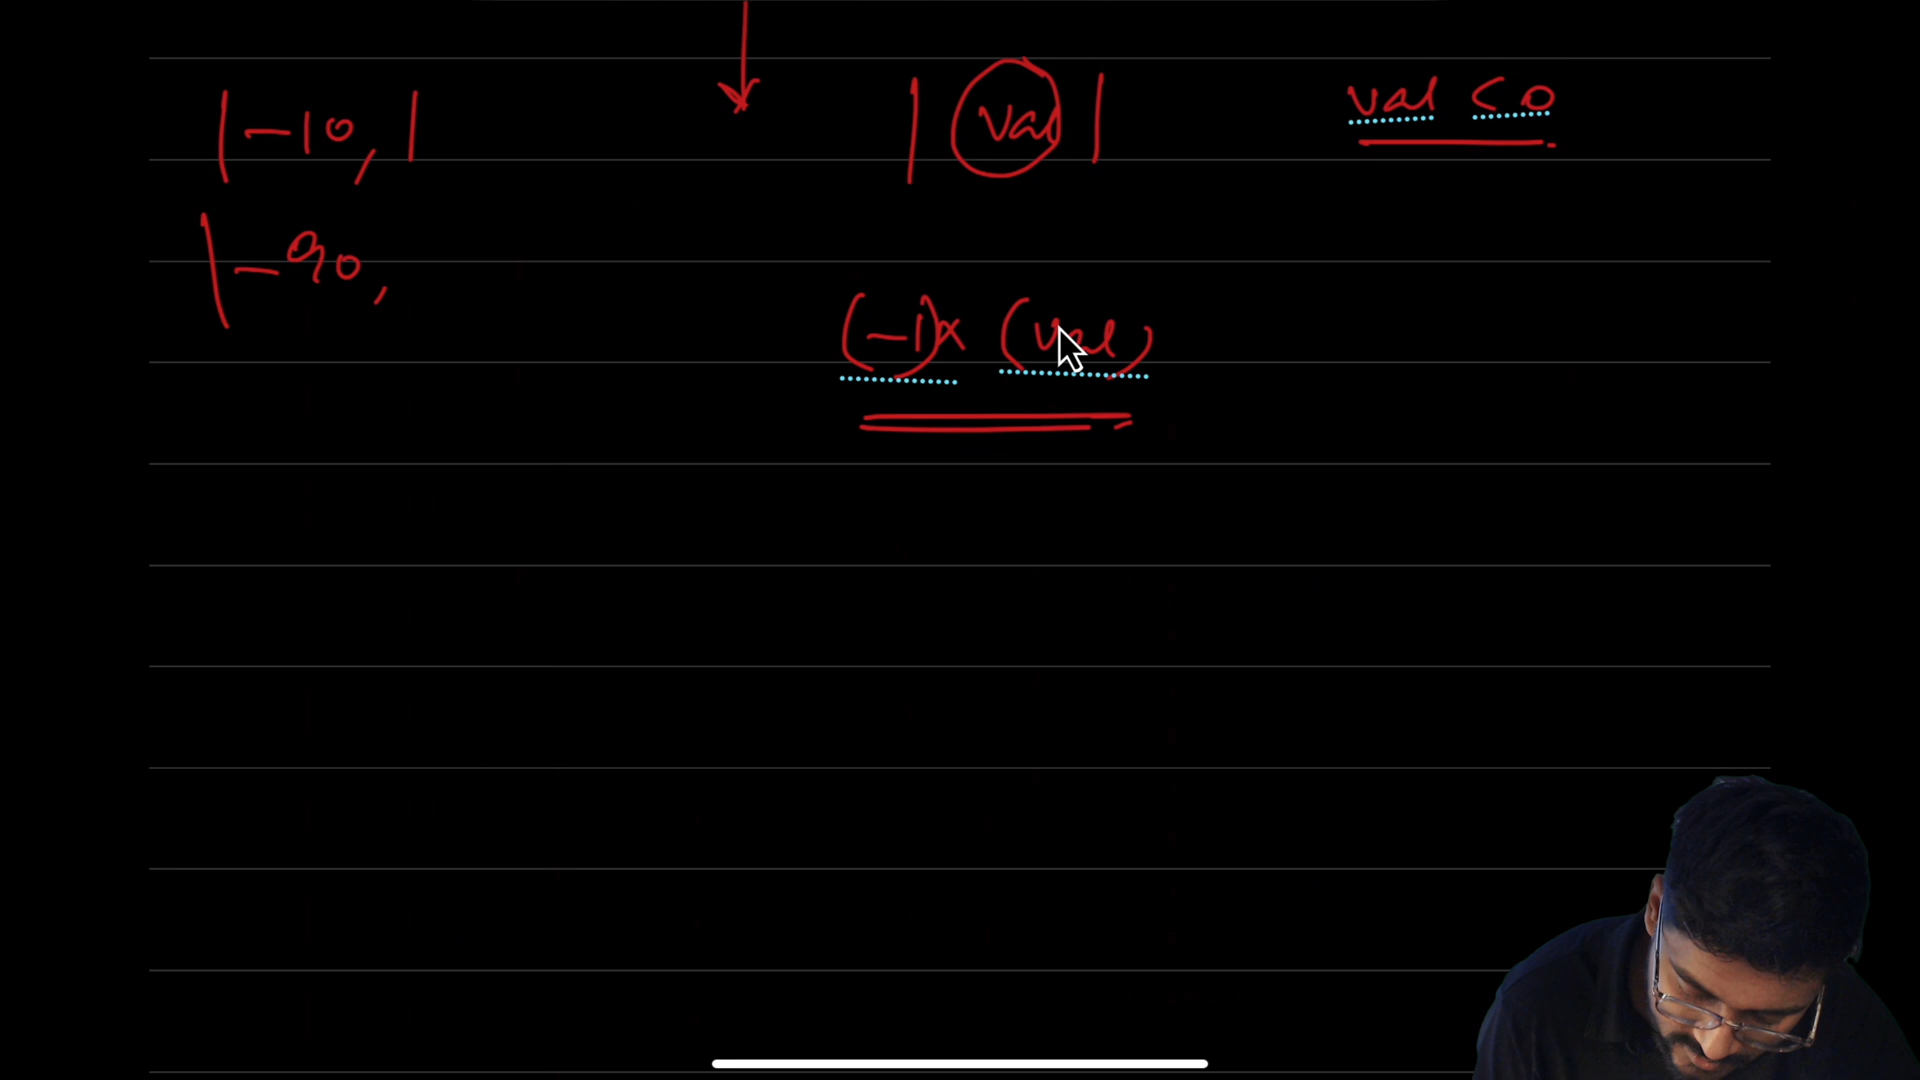 |-10,| |val| val < 0
|-90,
(-1)x (val)